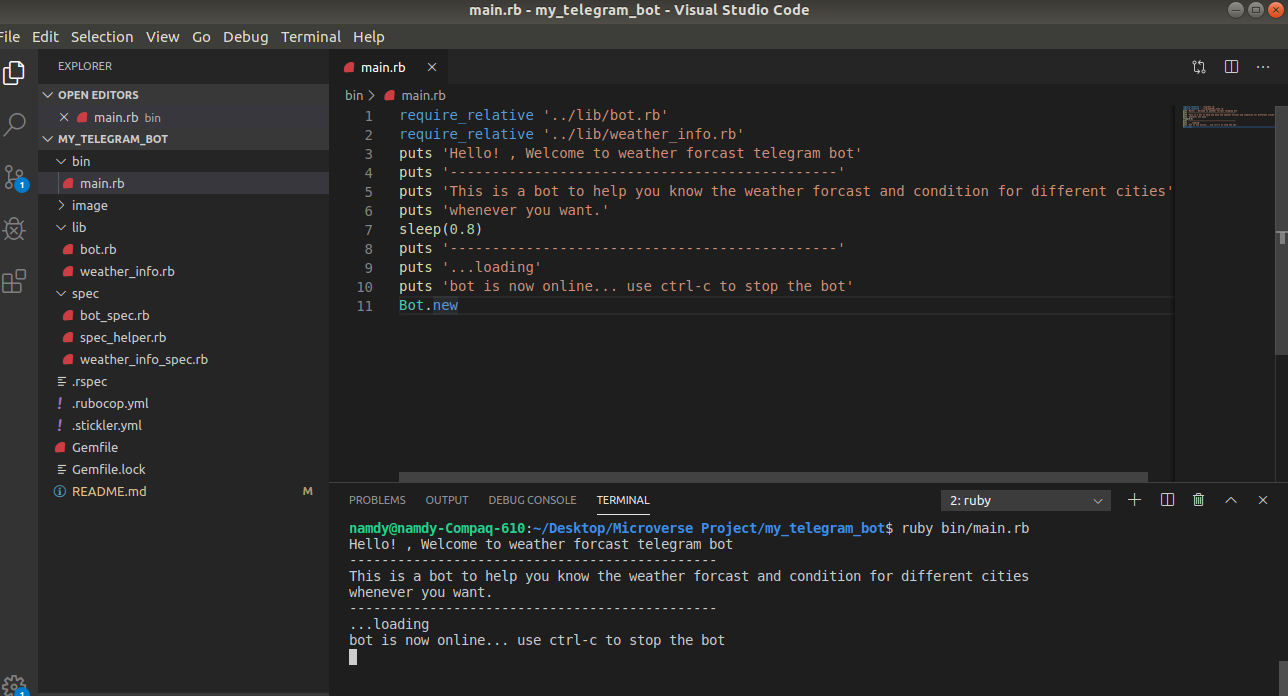 main.rb - my_telegram_bot - Visual Studio Code
File Edit Selection View Go Debug Terminal Help
EXPLORER
OPEN EDITORS
main.rb bin
MY_TELEGRAM_BOT
bin
main.rb
image
lib
bot.rb
weather_info.rb
spec
bot_spec.rb
spec_helper.rb
weather_info_spec.rb
.rspec
.rubocop.yml
.stickler.yml
Gemfile
Gemfile.lock
README.md M
1
1
main.rb
bin > main.rb
1 require_relative '../lib/bot.rb'
2 require_relative '../lib/weather_info.rb'
3 puts 'Hello! , Welcome to weather forcast telegram bot'
4 puts '----------------------------------------------'
5 puts 'This is a bot to help you know the weather forcast and condition for different cities'
6 puts 'whenever you want.'
7 sleep(0.8)
8 puts '----------------------------------------------'
9 puts '...loading'
10 puts 'bot is now online... use ctrl-c to stop the bot'
11 Bot.new
PROBLEMS OUTPUT DEBUG CONSOLE TERMINAL 2: ruby
namdy@namdy-Compaq-610:~/Desktop/Microverse Project/my_telegram_bot$ ruby bin/main.rb
Hello! , Welcome to weather forcast telegram bot
----------------------------------------------
This is a bot to help you know the weather forcast and condition for different cities
whenever you want.
----------------------------------------------
...loading
bot is now online... use ctrl-c to stop the bot